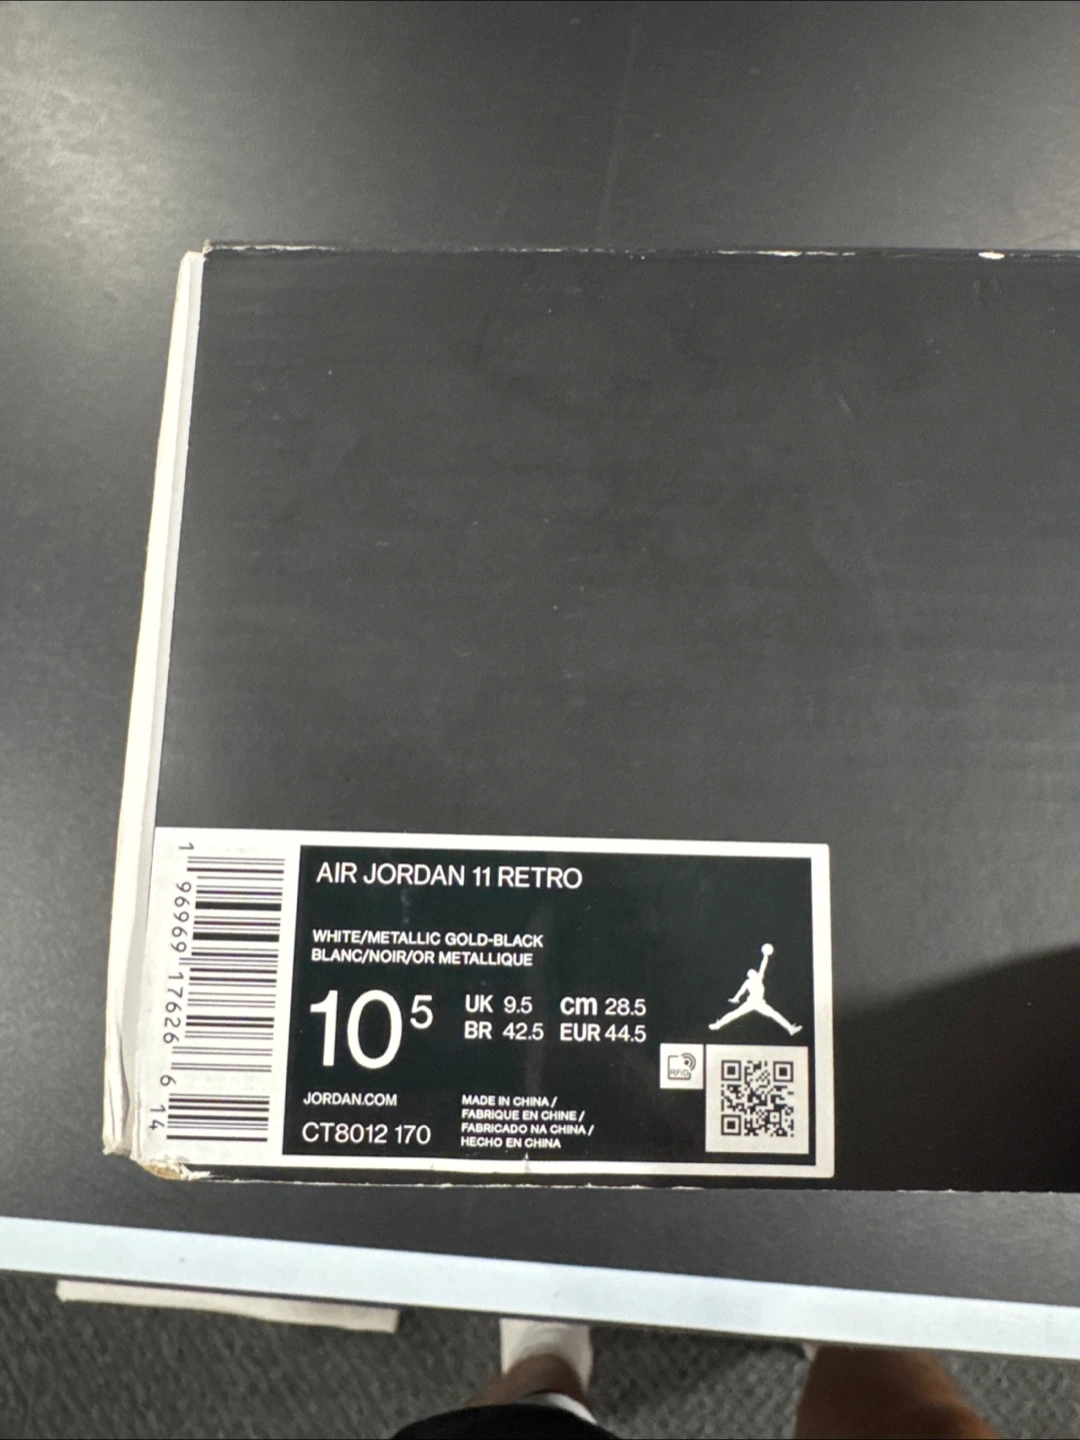 AIR JORDAN 11 RETRO
WHITE/METALLIC GOLD-BLACK
BLANC/NOIR/OR METALLIQUE
10 5
UK 9.5 cm 28.5
BR 42.5 EUR 44.5
JORDAN.COM
CT8012 170
MADE IN CHINA /
FABRIQUE EN CHINE /
FABRICADO NA CHINA /
HECHO EN CHINA
RFID
1 96969 17626 6 14